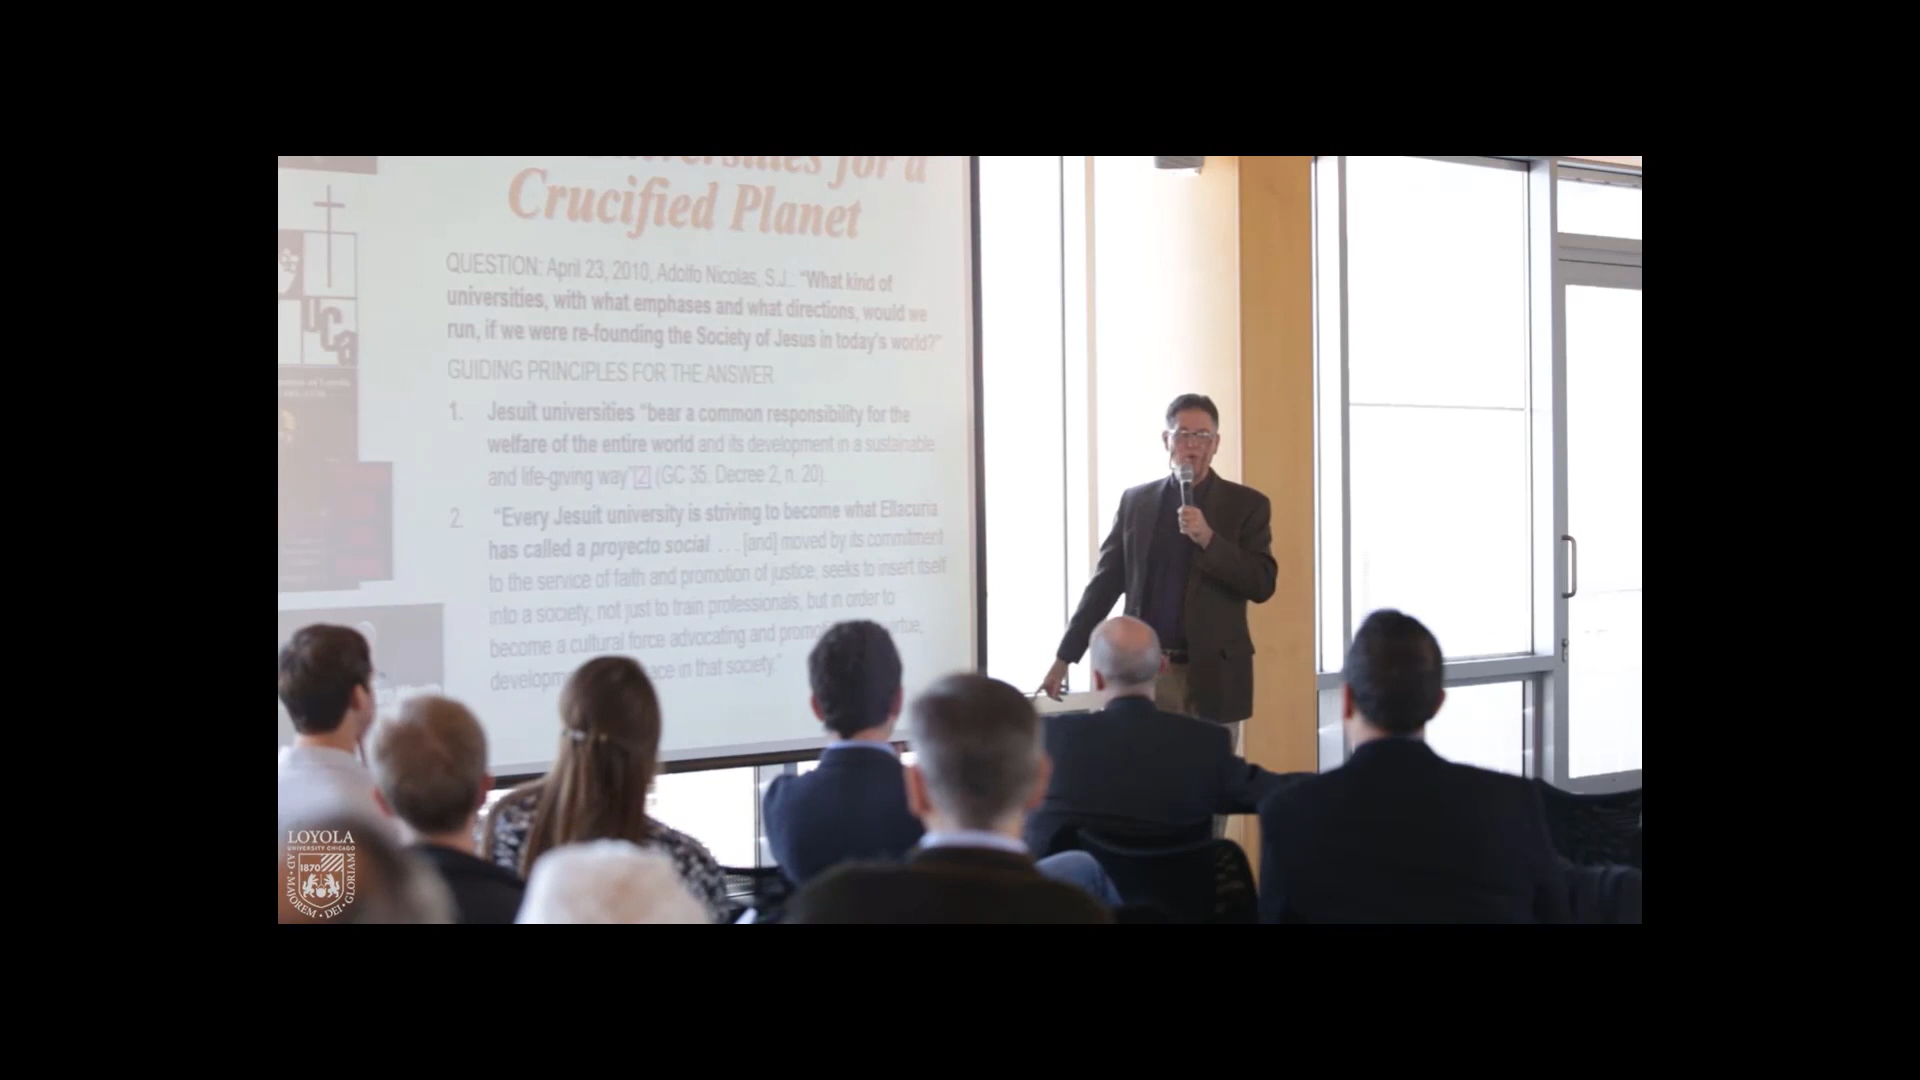 Universities for a
Crucified Planet
QUESTION: April 23, 2010, Adolfo Nicolas, S.J.: “What kind of
universities, with what emphases and what directions, would we
run, if we were re-founding the Society of Jesus in today's world?”
GUIDING PRINCIPLES FOR THE ANSWER
1. Jesuit universities “bear a common responsibility for the
welfare of the entire world and its development in a sustainable
and life-giving way”[2] (GC 35. Decree 2, n. 20).
2. “Every Jesuit university is striving to become what Ellacuria
has called a proyecto social . . . [and] moved by its commitment
to the service of faith and promotion of justice, seeks to insert itself
into a society, not just to train professionals, but in order to
become a cultural force advocating and
in that society.”
uca
LOYOLA
UNIVERSITY CHICAGO
1870
AD • MAJOREM • DEI • GLORIAM